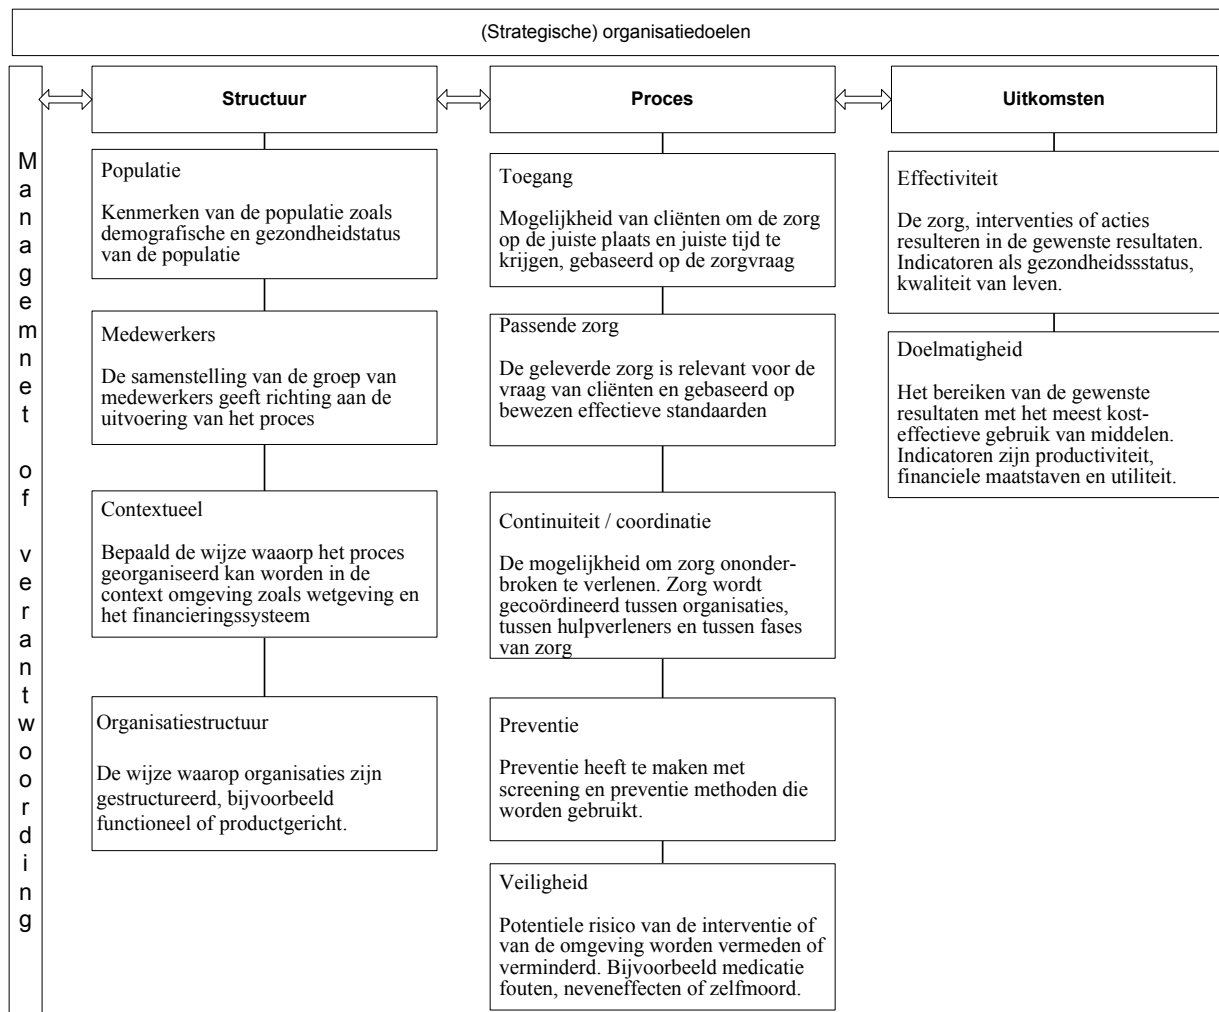 (Strategische) organisatiedoelen
Managemnet of verantwoording
Structuur
Populatie
Kenmerken van de populatie zoals
demografische en gezondheidstatus
van de populatie
Medewerkers
De samenstelling van de groep van
medewerkers geeft richting aan de
uitvoering van het proces
Contextueel
Bepaald de wijze waaorp het proces
georganiseerd kan worden in de
context omgeving zoals wetgeving en
het financieringssysteem
Organisatiestructuur
De wijze waarop organisaties zijn
gestructureerd, bijvoorbeeld
functioneel of productgericht.
Proces
Toegang
Mogelijkheid van cliënten om de zorg
op de juiste plaats en juiste tijd te
krijgen, gebaseerd op de zorgvraag
Passende zorg
De geleverde zorg is relevant voor de
vraag van cliënten en gebaseerd op
bewezen effectieve standaarden
Continuiteit / coordinatie
De mogelijkheid om zorg ononder-
broken te verlenen. Zorg wordt
gecoördineerd tussen organisaties,
tussen hulpverleners en tussen fases
van zorg
Preventie
Preventie heeft te maken met
screening en preventie methoden die
worden gebruikt.
Veiligheid
Potentiele risico van de interventie of
van de omgeving worden vermeden of
verminderd. Bijvoorbeeld medicatie
fouten, neveneffecten of zelfmoord.
Uitkomsten
Effectiviteit
De zorg, interventies of acties
resulteren in de gewenste resultaten.
Indicatoren als gezondheidssstatus,
kwaliteit van leven.
Doelmatigheid
Het bereiken van de gewenste
resultaten met het meest kost-
effectieve gebruik van middelen.
Indicatoren zijn productiviteit,
financiele maatstaven en utiliteit.